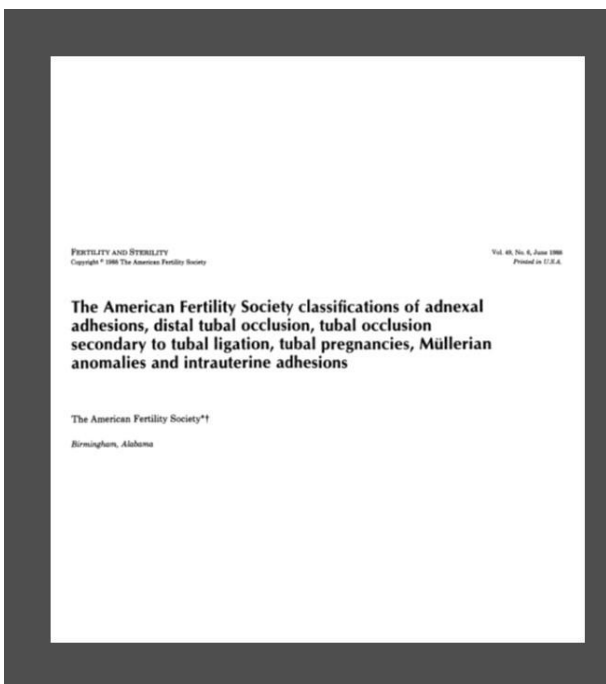 FERTILITY AND STERILITY
Copyright © 1988 The American Fertility Society
Vol. 49, No. 6, June 1988
Printed in U.S.A.
The American Fertility Society classifications of adnexal
adhesions, distal tubal occlusion, tubal occlusion
secondary to tubal ligation, tubal pregnancies, Müllerian
anomalies and intrauterine adhesions
The American Fertility Society*†
Birmingham, Alabama